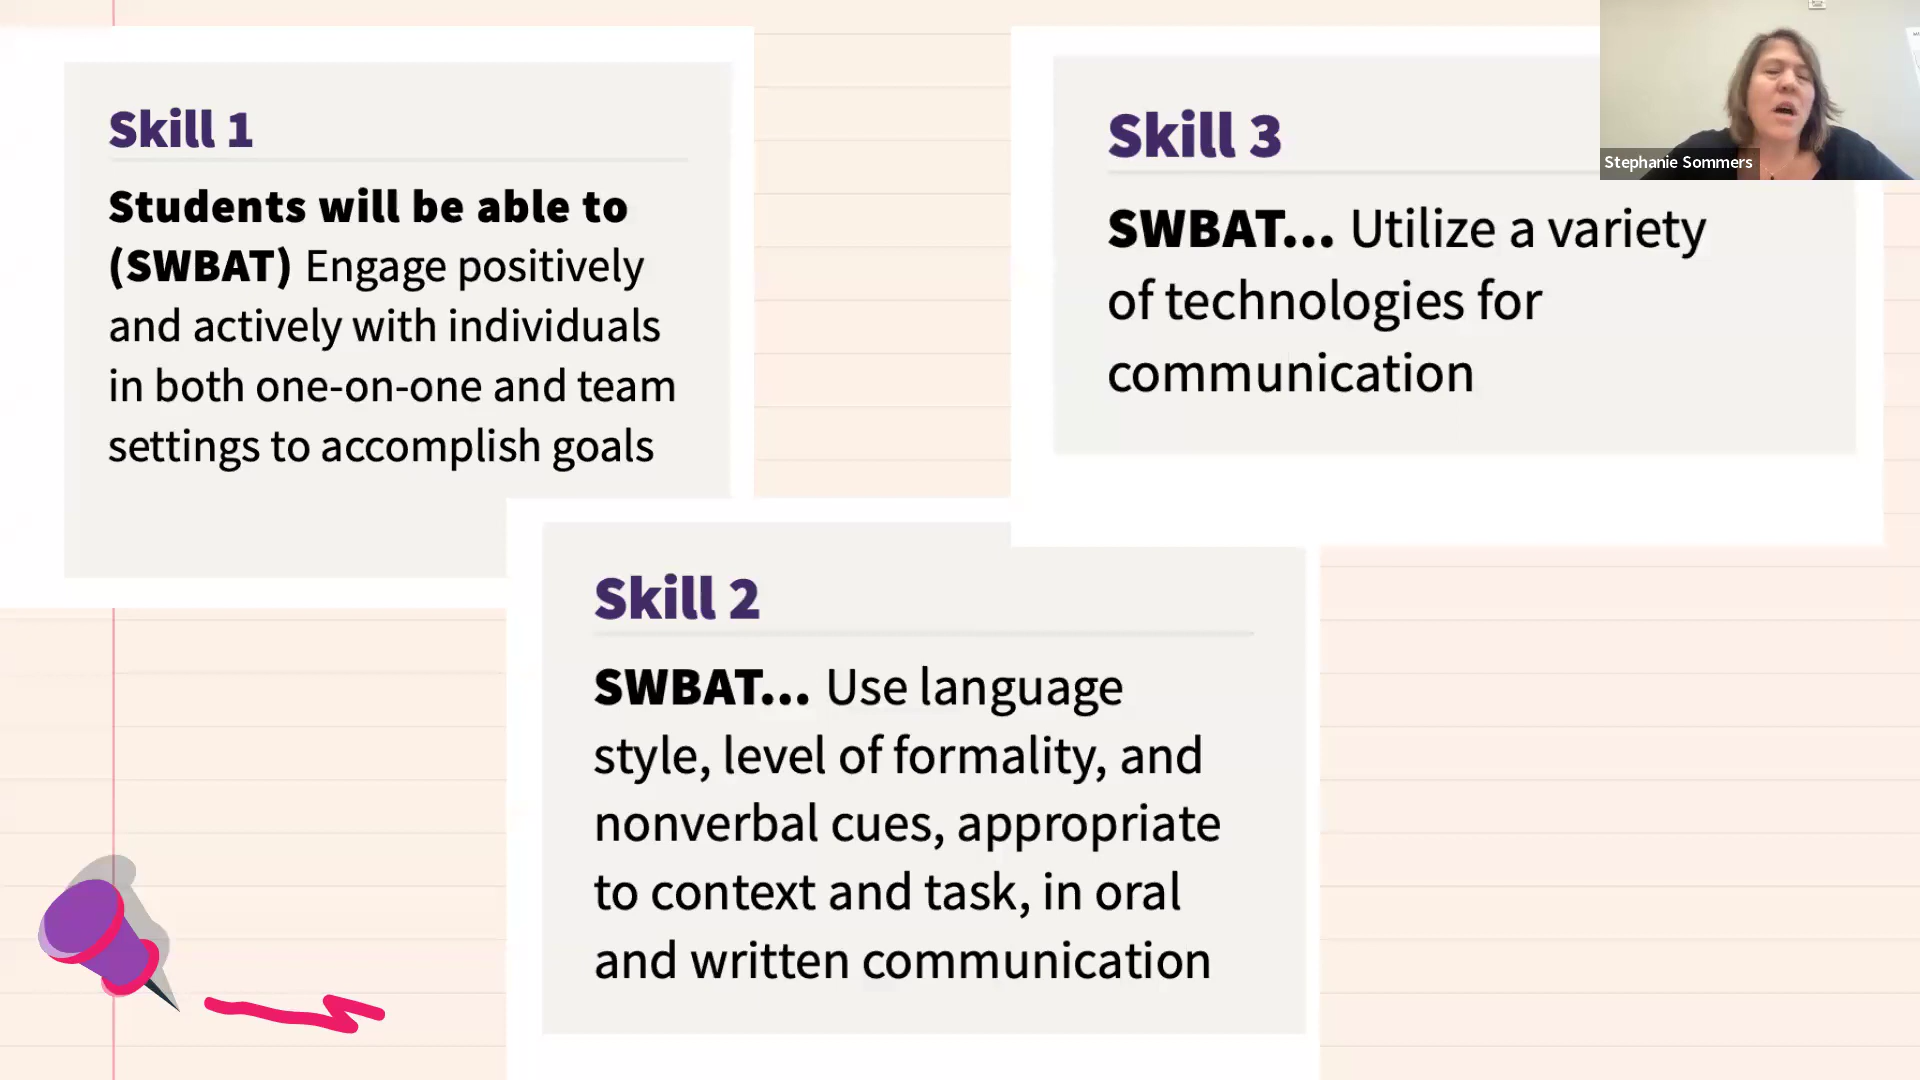 Skill 1
Students will be able to
(SWBAT) Engage positively
and actively with individuals
in both one-on-one and team
settings to accomplish goals
Skill 3
SWBAT... Utilize a variety
of technologies for
communication
Stephanie Sommers
Skill 2
SWBAT... Use language
style, level of formality, and
nonverbal cues, appropriate
to context and task, in oral
and written communication